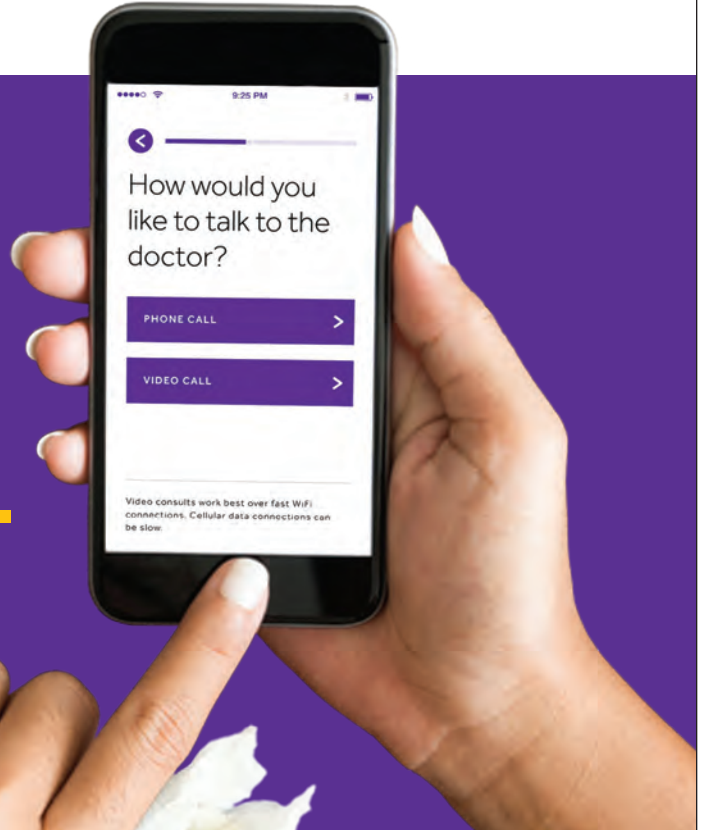 9:25 PM
How would you
like to talk to the
doctor?
PHONE CALL
VIDEO CALL
Video consults work best over fast WiFi
connections. Cellular data connections can
be slow.